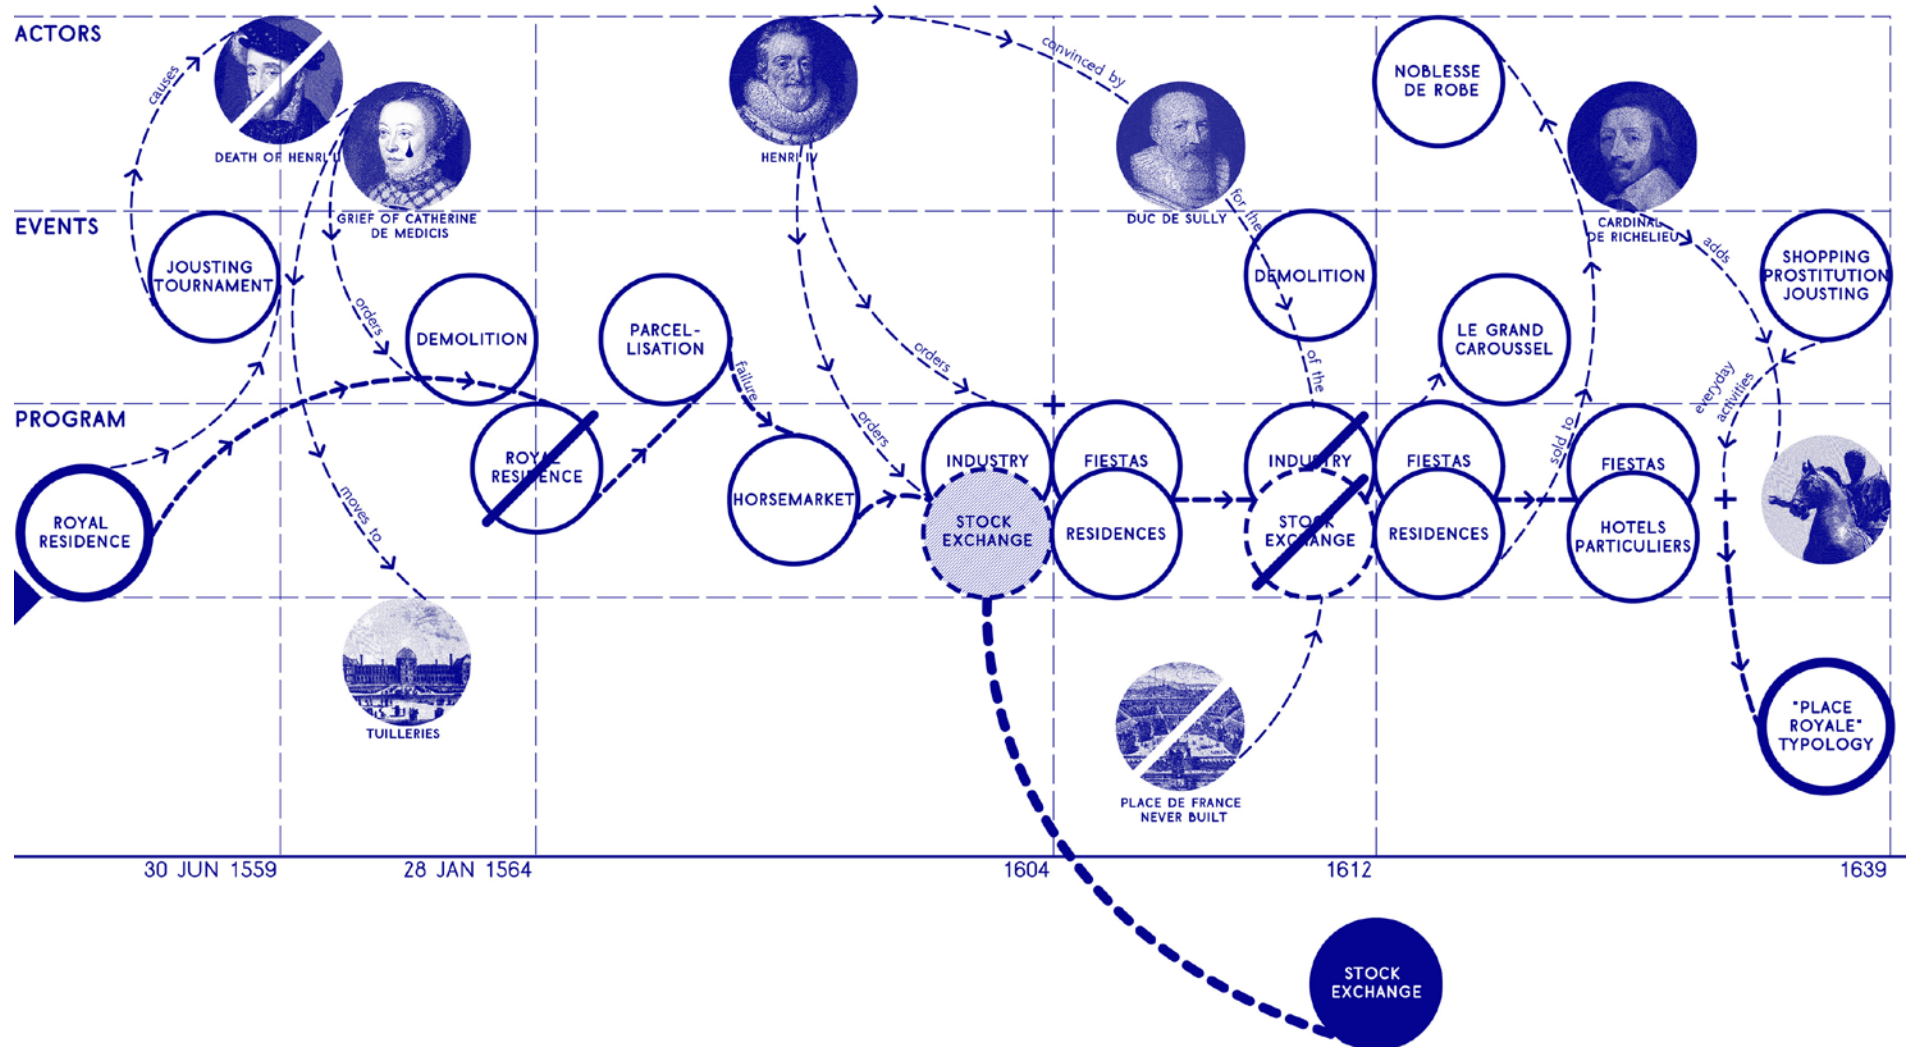 ACTORS
causes
DEATH OF HENRI II
GRIEF OF CATHERINE
DE MEDICIS
HENRI IV
convinced by
DUC DE SULLY
NOBLESSE
DE ROBE
CARDINAL
DE RICHELIEU
EVENTS
JOUSTING
TOURNAMENT
orders
DEMOLITION
PARCEL-
LISATION
failure
orders
orders
for the
DEMOLITION
of the
LE GRAND
CAROUSSEL
adds
SHOPPING
PROSTITUTION
JOUSTING
everyday
activities
PROGRAM
ROYAL
RESIDENCE
moves to
ROYAL
RESIDENCE
HORSEMARKET
INDUSTRY
STOCK
EXCHANGE
+
FIESTAS
RESIDENCES
INDUSTRY
STOCK
EXCHANGE
FIESTAS
RESIDENCES
sold to
FIESTAS
HOTELS
PARTICULIERS
+
TUILLERIES
PLACE DE FRANCE
NEVER BUILT
"PLACE
ROYALE"
TYPOLOGY
30 JUN 1559
28 JAN 1564
1604
1612
1639
STOCK
EXCHANGE